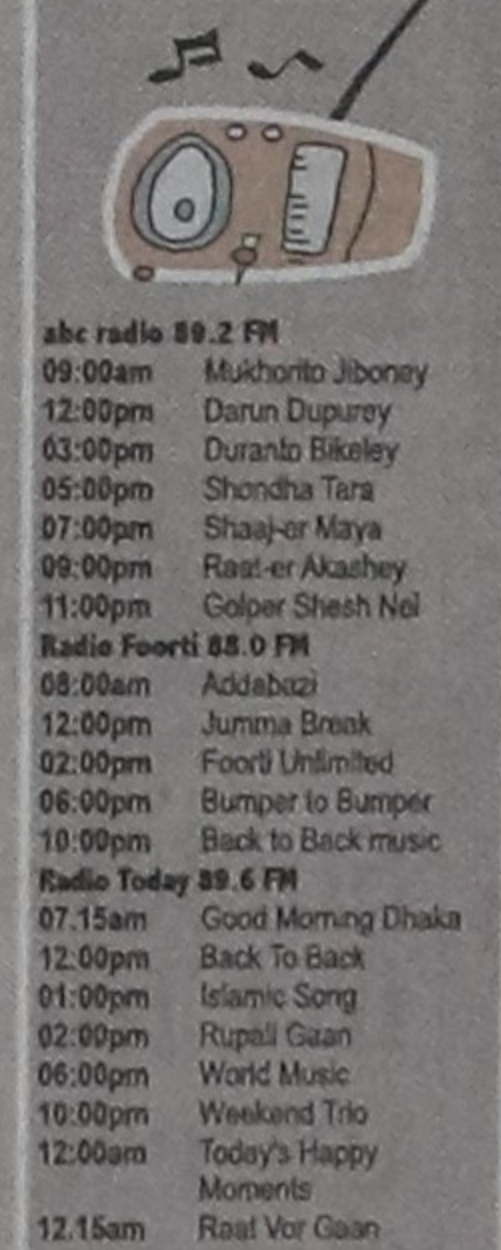 abc radio 89.2 FM
09:00am Mukhorito Jiboney
12:00pm Darun Dupurey
03:00pm Duranto Bikeley
05:00pm Shondha Tara
07:00pm Shaaj-er Maya
09:00pm Raat-er Akashey
11:00pm Golper Shesh Nei
Radio Foorti 88.0 FM
08:00am Addabazi
12:00pm Jumma Break
02:00pm Foorti Unlimited
06:00pm Bumper to Bumper
10:00pm Back to Back music
Radio Today 89.6 FM
07.15am Good Morning Dhaka
12:00pm Back To Back
01:00pm Islamic Song
02:00pm Rupali Gaan
06:00pm World Music
10:00pm Weekend Trio
12:00am Today's Happy
Moments
12.15am Raat Vor Gaan